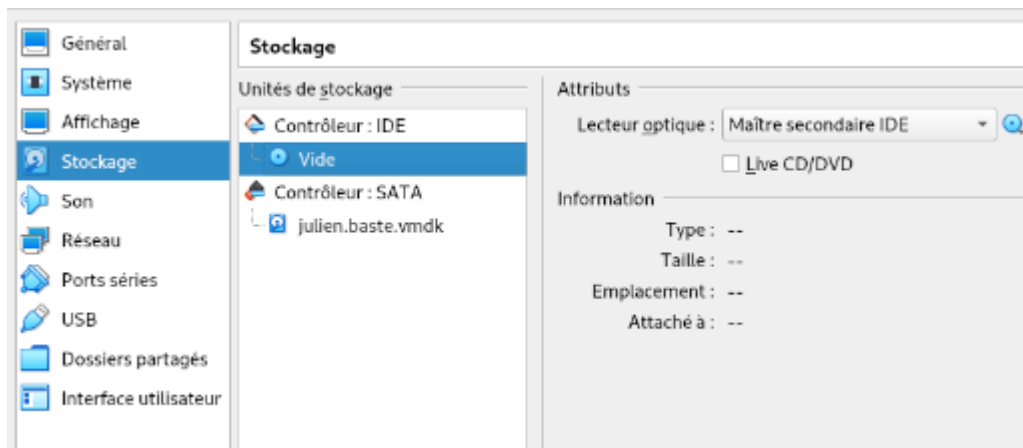 Général
Système
Affichage
Stockage
Son
Réseau
Ports séries
USB
Dossiers partagés
Interface utilisateur
Stockage
Unités de stockage
Contrôleur : IDE
Vide
Contrôleur : SATA
julien.baste.vmdk
Attributs
Lecteur optique : Maître secondaire IDE
Live CD/DVD
Information
Type : --
Taille : --
Emplacement : --
Attaché à : --